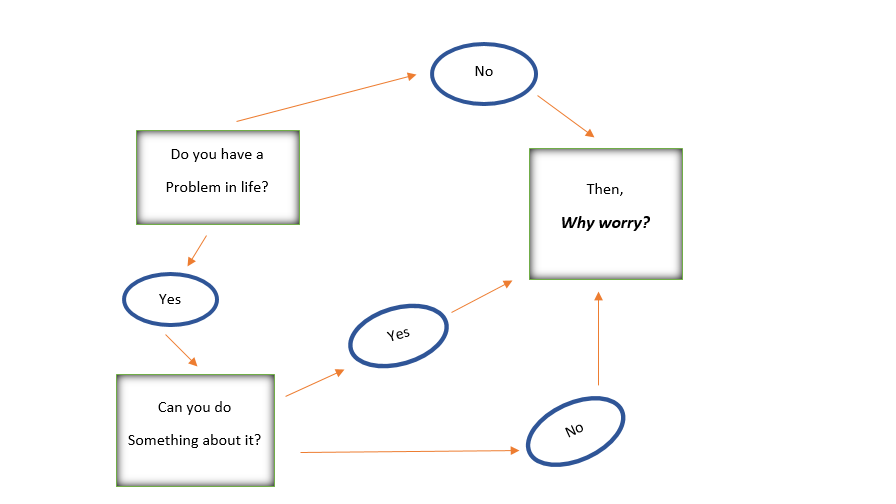 No
Do you have a
Problem in life?
Then,
Why worry?
Yes
Yes
Can you do
Something about it?
No